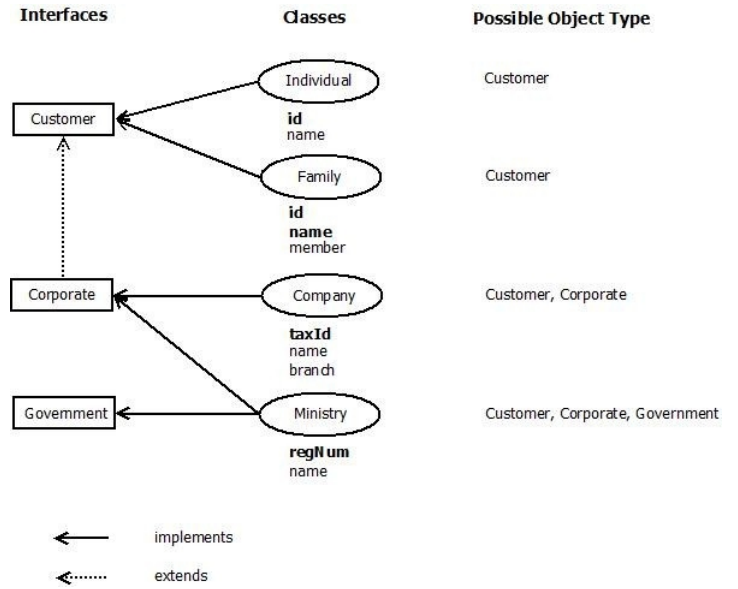 Interfaces Classes Possible Object Type
Individual Customer
Customer
id
name
Family Customer
id
name
member
Corporate Company Customer, Corporate
taxId
name
branch
Government Ministry Customer, Corporate, Government
regNum
name
implements
extends